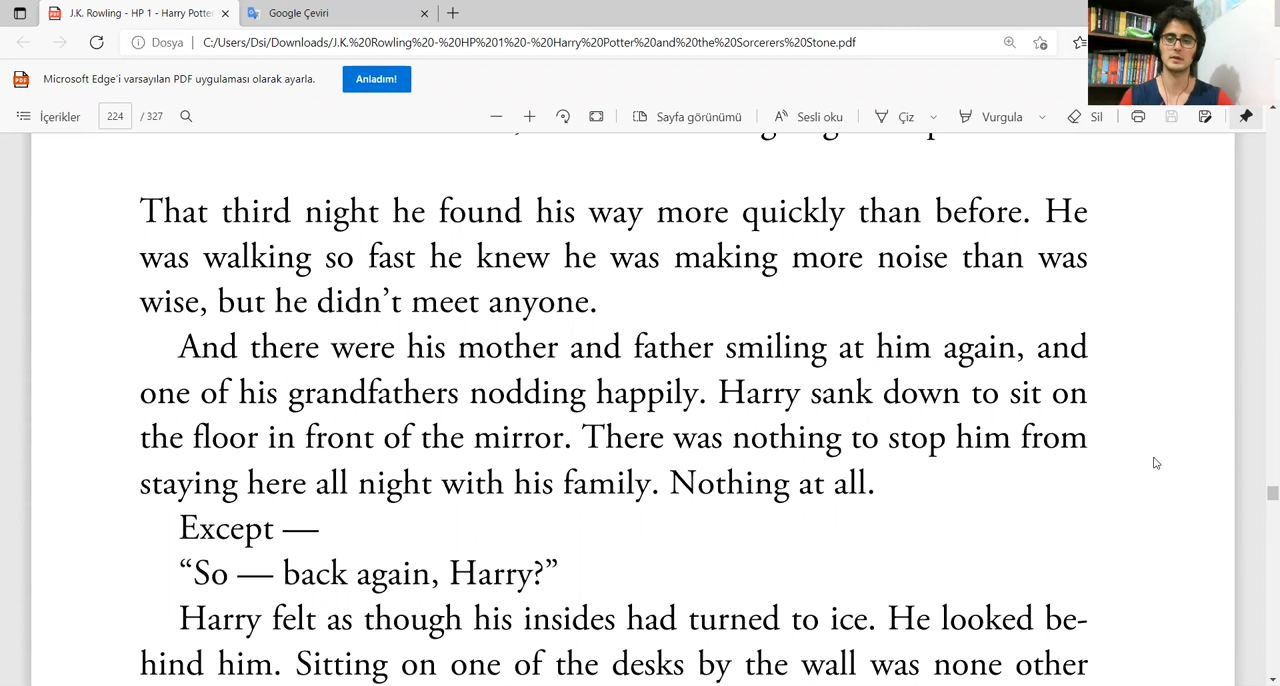 J.K. Rowling - HP 1 - Harry Potter
Google Çeviri
Dosya C:/Users/Dsi/Downloads/J.K.%20Rowling%20-%20HP%201%20-%20Harry%20Potter%20and%20the%20Sorcerers%20Stone.pdf
Microsoft Edge'i varsayılan PDF uygulaması olarak ayarla. Anladım!
İçerikler 224 / 327 Sayfa görünümü Sesli oku Çiz Vurgula Sil
That third night he found his way more quickly than before. He
was walking so fast he knew he was making more noise than was
wise, but he didn’t meet anyone.
And there were his mother and father smiling at him again, and
one of his grandfathers nodding happily. Harry sank down to sit on
the floor in front of the mirror. There was nothing to stop him from
staying here all night with his family. Nothing at all.
Except —
“So — back again, Harry?”
Harry felt as though his insides had turned to ice. He looked be-
hind him. Sitting on one of the desks by the wall was none other